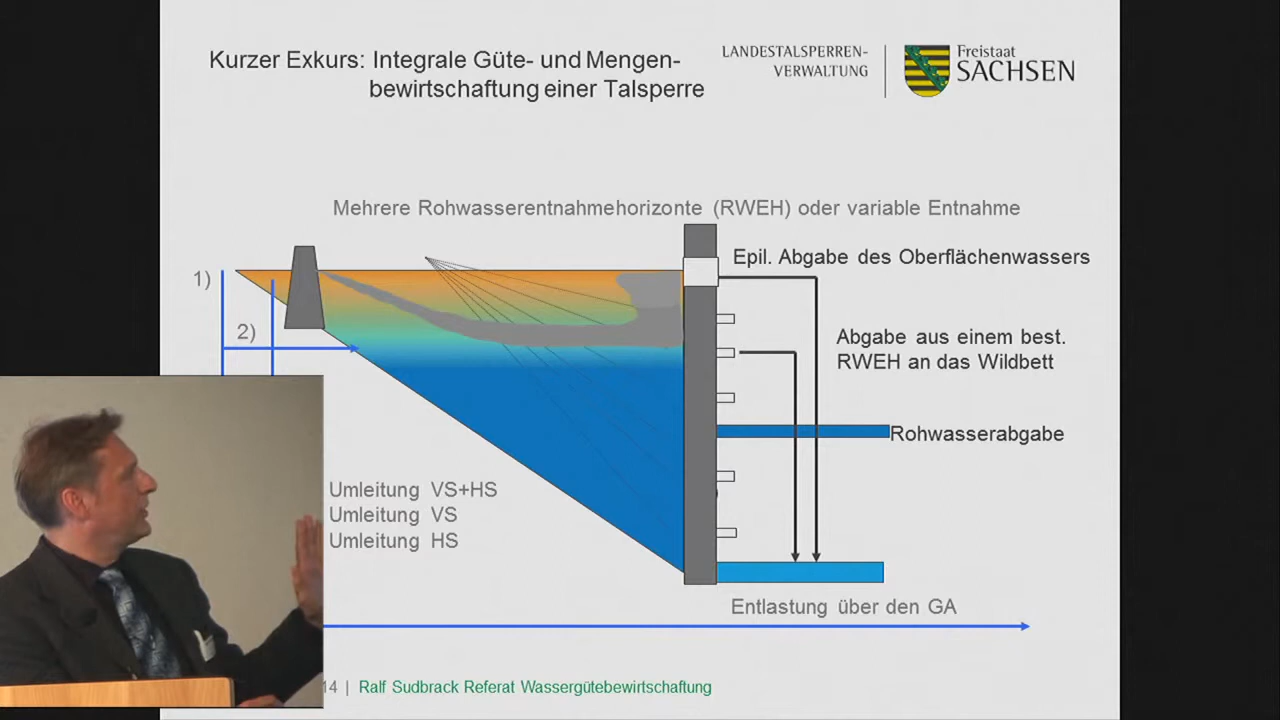 Kurzer Exkurs: Integrale Güte- und Mengen-
bewirtschaftung einer Talsperre
LANDESTALSPERREN-
VERWALTUNG
Freistaat
SACHSEN
Mehrere Rohwasserentnahmehorizonte (RWEH) oder variable Entnahme
Epil. Abgabe des Oberflächenwassers
1)
2)
Abgabe aus einem best.
RWEH an das Wildbett
Rohwasserabgabe
Umleitung VS+HS
Umleitung VS
Umleitung HS
Entlastung über den GA
14 | Ralf Sudbrack Referat Wassergütebewirtschaftung